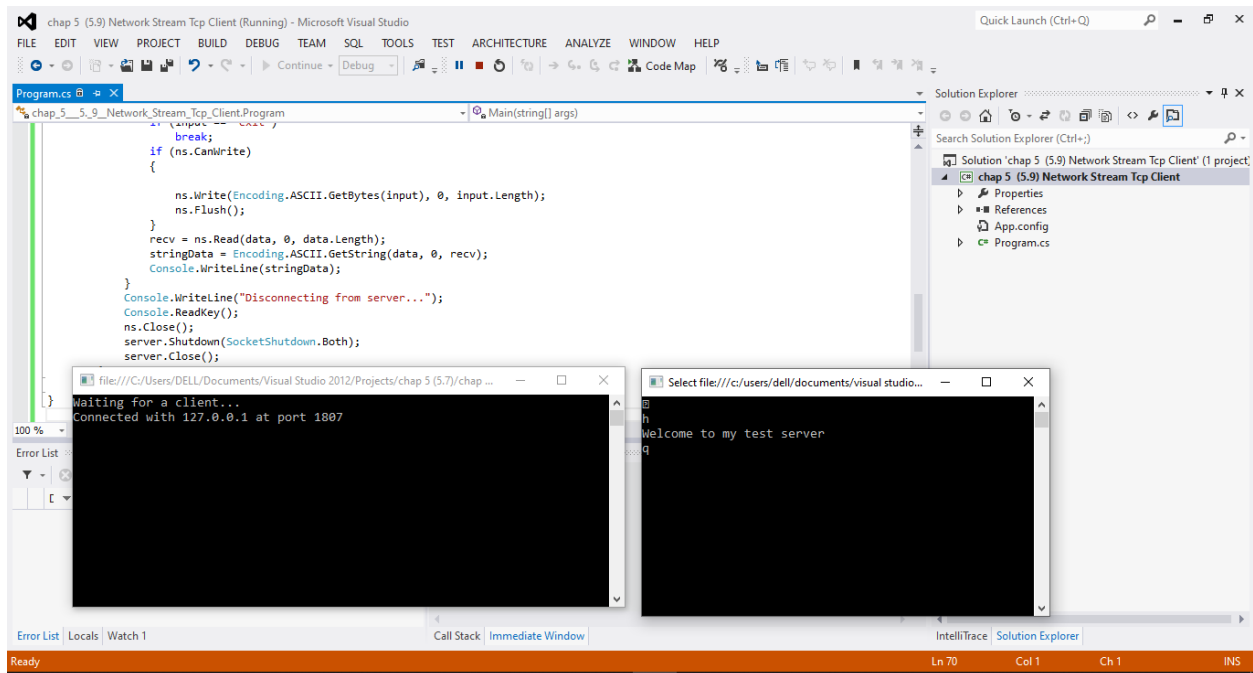 chap 5 (5.9) Network Stream Tcp Client (Running) - Microsoft Visual Studio
Quick Launch (Ctrl+Q)
FILE EDIT VIEW PROJECT BUILD DEBUG TEAM SQL TOOLS TEST ARCHITECTURE ANALYZE WINDOW HELP
Continue Debug Code Map
Program.cs
chap_5__5._9__Network_Stream_Tcp_Client.Program Main(string[] args)
if (input == "exit")
break;
if (ns.CanWrite)
{
ns.Write(Encoding.ASCII.GetBytes(input), 0, input.Length);
ns.Flush();
}
recv = ns.Read(data, 0, data.Length);
stringData = Encoding.ASCII.GetString(data, 0, recv);
Console.WriteLine(stringData);
}
Console.WriteLine("Disconnecting from server...");
Console.ReadKey();
ns.Close();
server.Shutdown(SocketShutdown.Both);
server.Close();
}
100 %
Error List
file:///C:/Users/DELL/Documents/Visual Studio 2012/Projects/chap 5 (5.7)/chap ...
Waiting for a client...
Connected with 127.0.0.1 at port 1807
Select file:///c:/users/dell/documents/visual studio...
h
Welcome to my test server
q
Solution Explorer
Search Solution Explorer (Ctrl+;)
Solution 'chap 5 (5.9) Network Stream Tcp Client' (1 project
chap 5 (5.9) Network Stream Tcp Client
Properties
References
App.config
Program.cs
Error List Locals Watch 1
Call Stack Immediate Window
IntelliTrace Solution Explorer
Ready
Ln 70 Col 1 Ch 1 INS